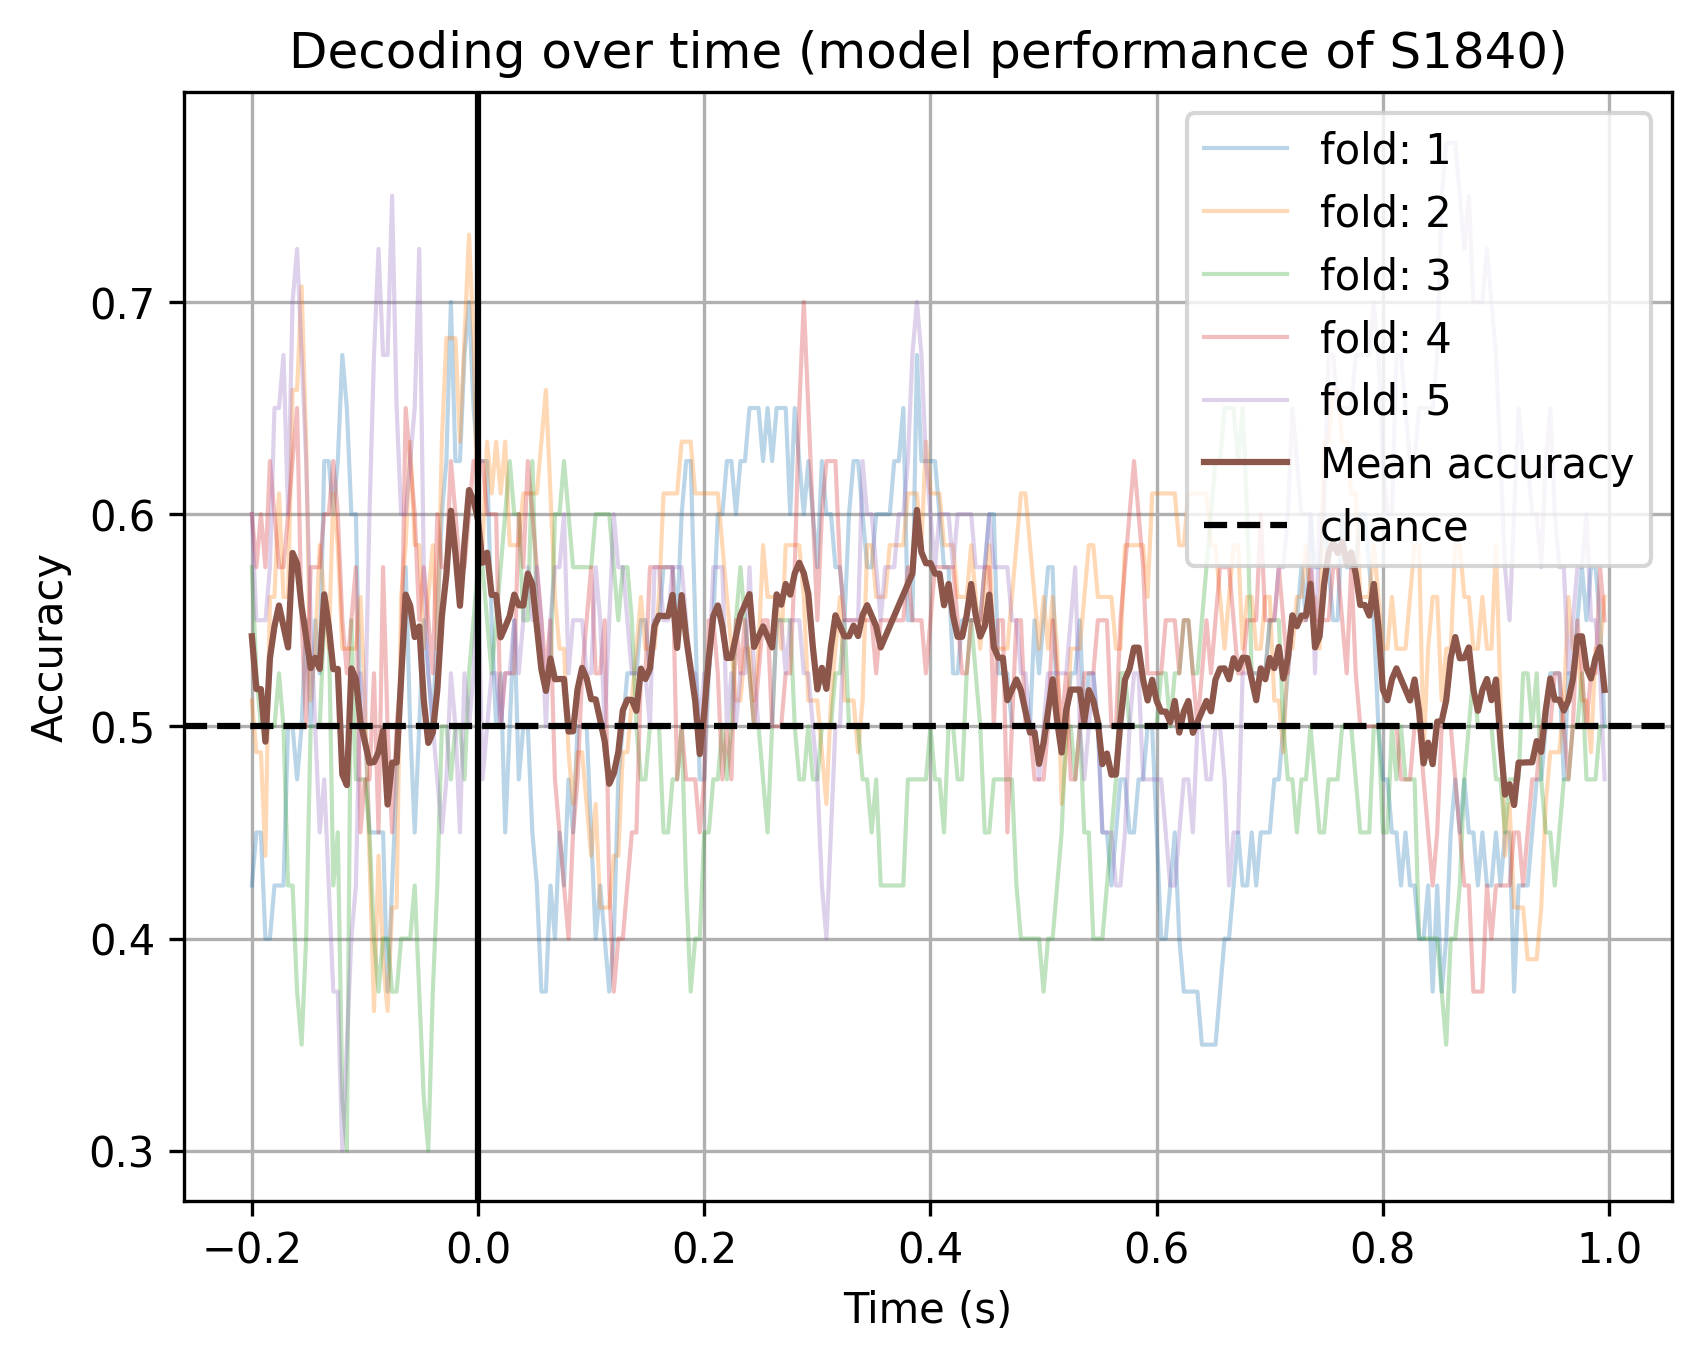 Decoding over time (model performance of S1840)
fold: 1
fold: 2
fold: 3
fold: 4
fold: 5
Mean accuracy
chance
Accuracy
0.7
0.6
0.5
0.4
0.3
−0.2 0.0 0.2 0.4 0.6 0.8 1.0
Time (s)